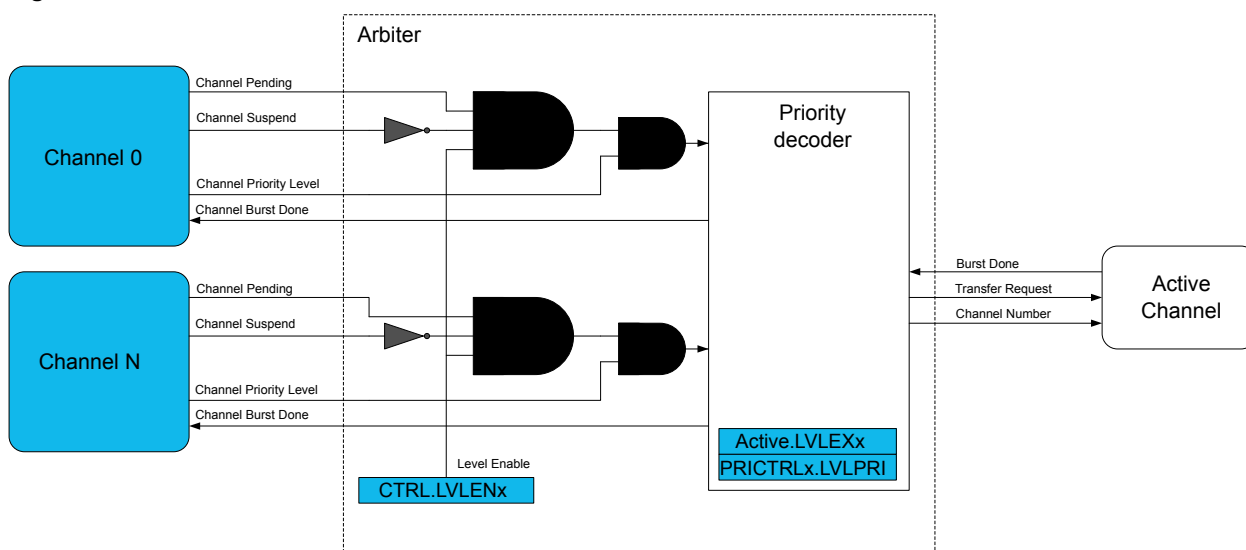 Arbiter
Channel 0
Channel Pending
Channel Suspend
Channel Priority Level
Channel Burst Done
Priority
decoder
Burst Done
Transfer Request
Channel Number
Active
Channel
Channel N
Channel Pending
Channel Suspend
Channel Priority Level
Channel Burst Done
Level Enable
CTRL.LVLENx
Active.LVLEXx
PRICTRLx.LVLPRI